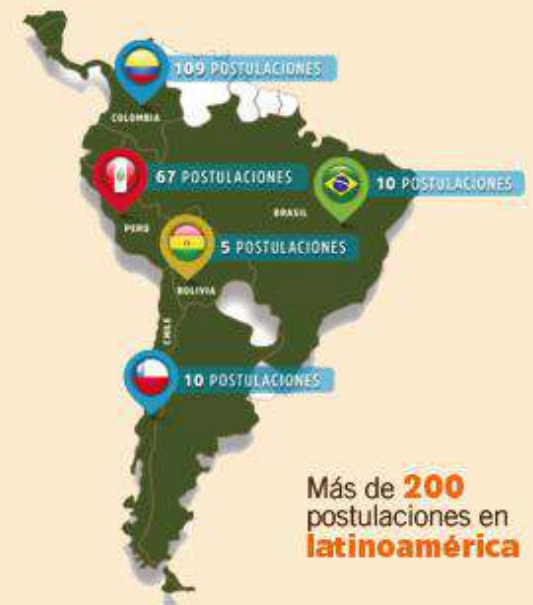 109 POSTULACIONES
COLOMBIA
67 POSTULACIONES
10 POSTULACIONES
BRASIL
PERÚ
5 POSTULACIONES
BOLIVIA
CHILE
10 POSTULACIONES
Más de 200
postulaciones en
latinoamérica